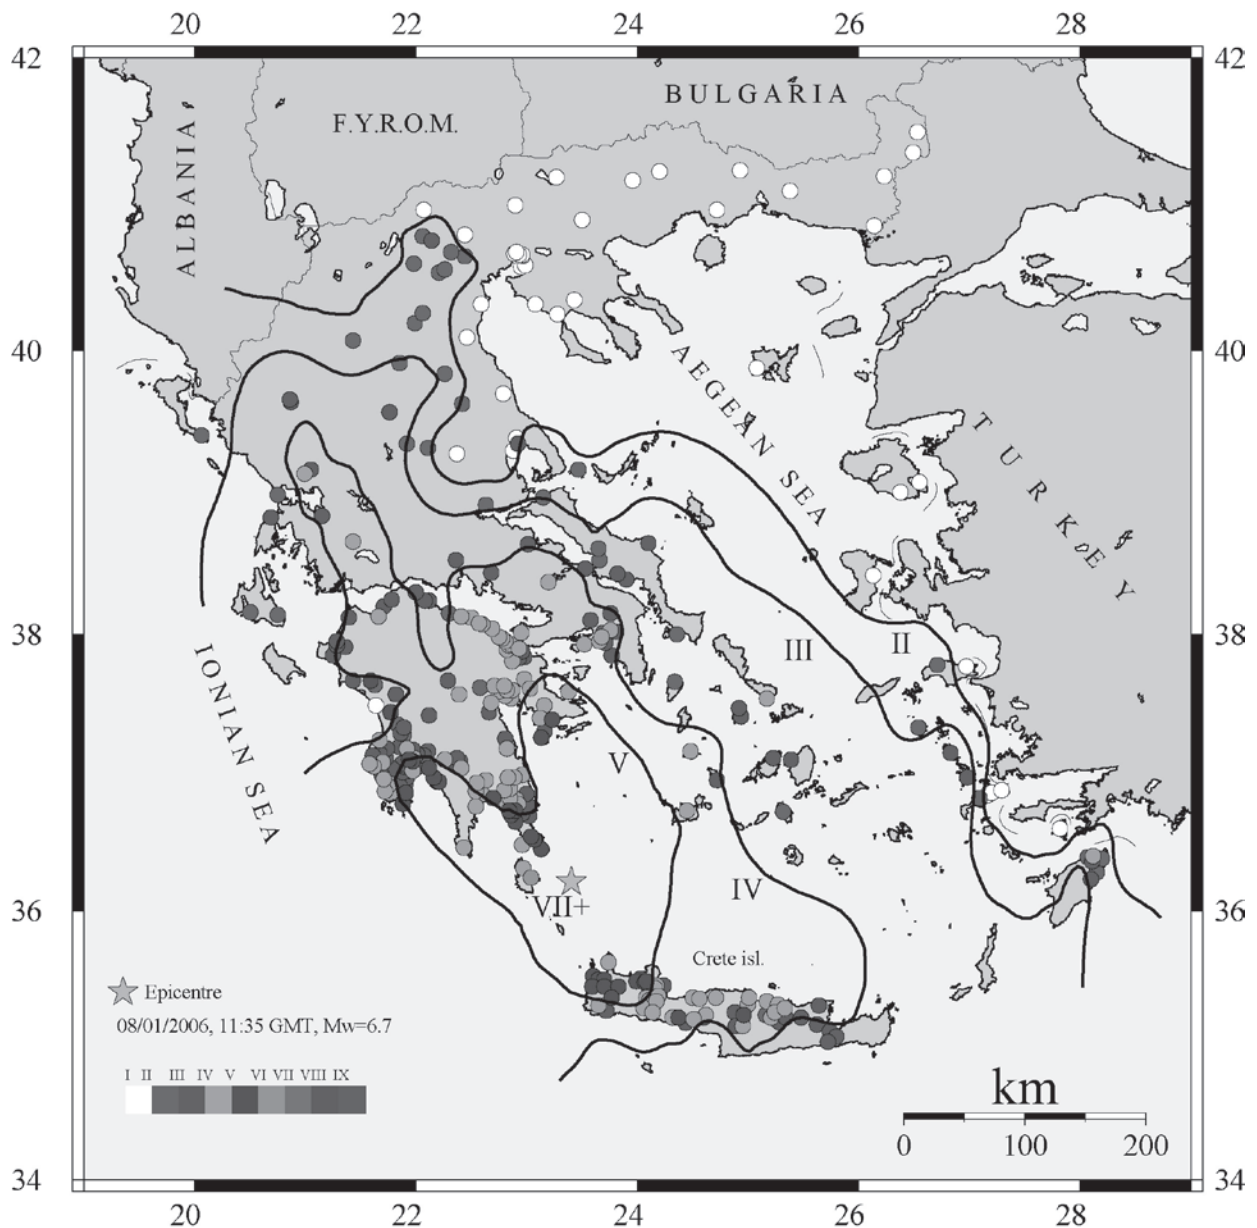 20 22 24 26 28
42 42
BULGARIA
F.Y.R.O.M.
ALBANIA
40 40
AEGEAN SEA
TURKEY
38 38
IONIAN SEA
III II
V
IV
VII+
36 36
Crete isl.
Epicentre
08/01/2006, 11:35 GMT, Mw=6.7
I II III IV V VI VII VIII IX
km
0 100 200
34 34
20 22 24 26 28